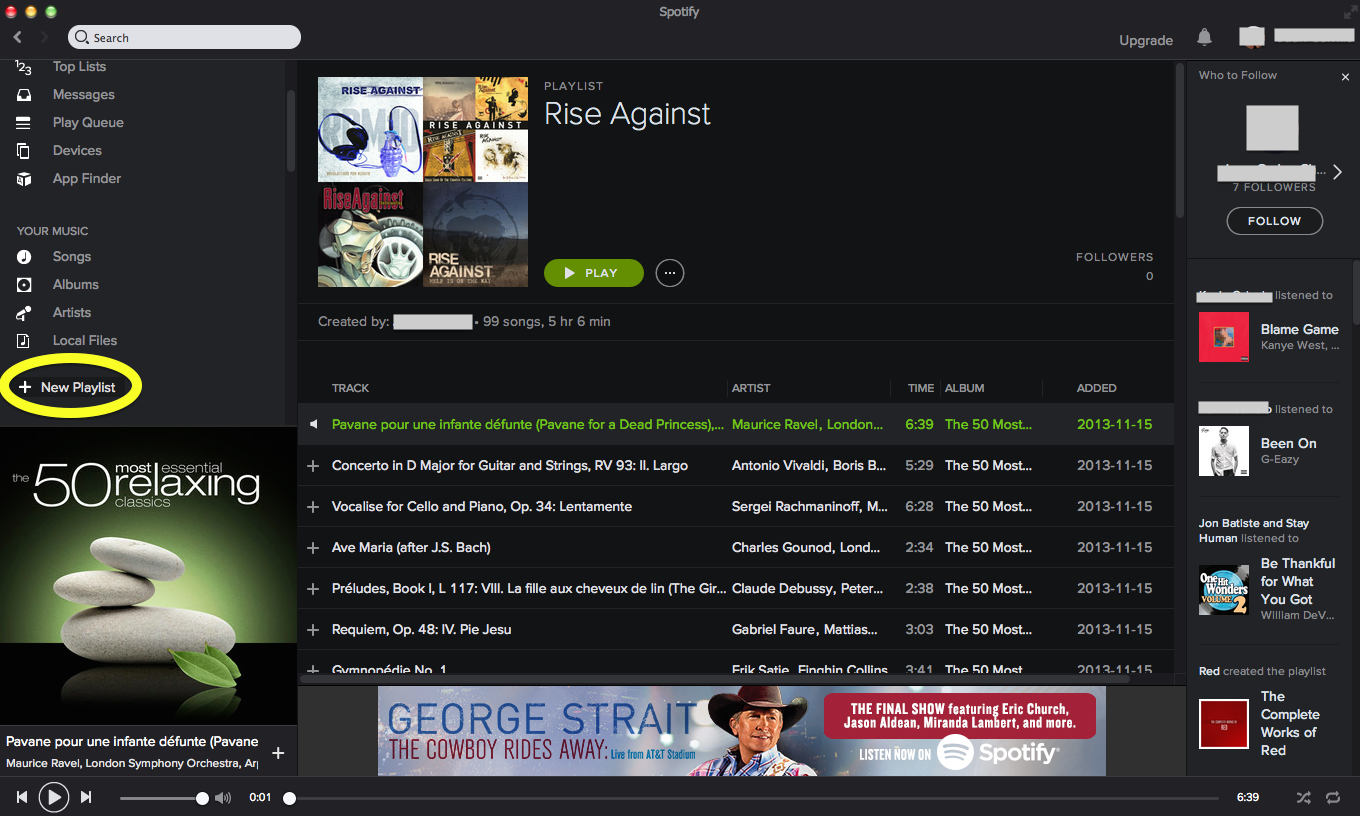 Spotify
Search
Upgrade
Top Lists
Messages
Play Queue
Devices
App Finder
YOUR MUSIC
Songs
Albums
Artists
Local Files
+ New Playlist
the 50 most essential
relaxing
classics
Pavane pour une infante défunte (Pavane
Maurice Ravel, London Symphony Orchestra,
RISE AGAINST
RISE AGAINST
RiseAgainst
RISE
AGAINST
PLAYLIST
Rise Against
PLAY
FOLLOWERS
0
Created by: • 99 songs, 5 hr 6 min
TRACK ARTIST TIME ALBUM ADDED
Pavane pour une infante défunte (Pavane for a Dead Princess),... Maurice Ravel, London... 6:39 The 50 Most... 2013-11-15
Concerto in D Major for Guitar and Strings, RV 93: II. Largo Antonio Vivaldi, Boris B... 5:29 The 50 Most... 2013-11-15
Vocalise for Cello and Piano, Op. 34: Lentamente Sergei Rachmaninoff, M... 6:28 The 50 Most... 2013-11-15
Ave Maria (after J.S. Bach) Charles Gounod, Lond... 2:34 The 50 Most... 2013-11-15
Préludes, Book I, L 117: VIII. La fille aux cheveux de lin (The Gir... Claude Debussy, Peter... 2:38 The 50 Most... 2013-11-15
Requiem, Op. 48: IV. Pie Jesu Gabriel Faure, Mattias... 3:03 The 50 Most... 2013-11-15
Gymnopédie No. 1 Erik Satie, Finghin Collins 3:41 The 50 Most 2013-11-15
GEORGE STRAIT
THE COWBOY RIDES AWAY: Live from AT&T Stadium
THE FINAL SHOW featuring Eric Church,
Jason Aldean, Miranda Lambert, and more.
LISTEN NOW ON Spotify
Who to Follow
7 FOLLOWERS
FOLLOW
listened to
Blame Game
Kanye West, ...
listened to
Been On
G-Eazy
Jon Batiste and Stay
Human listened to
One Hit
Wonders
VOLUME 2
Be Thankful
for What
You Got
William DeV...
Red created the playlist
The
Complete
Works of
Red
0:01
6:39